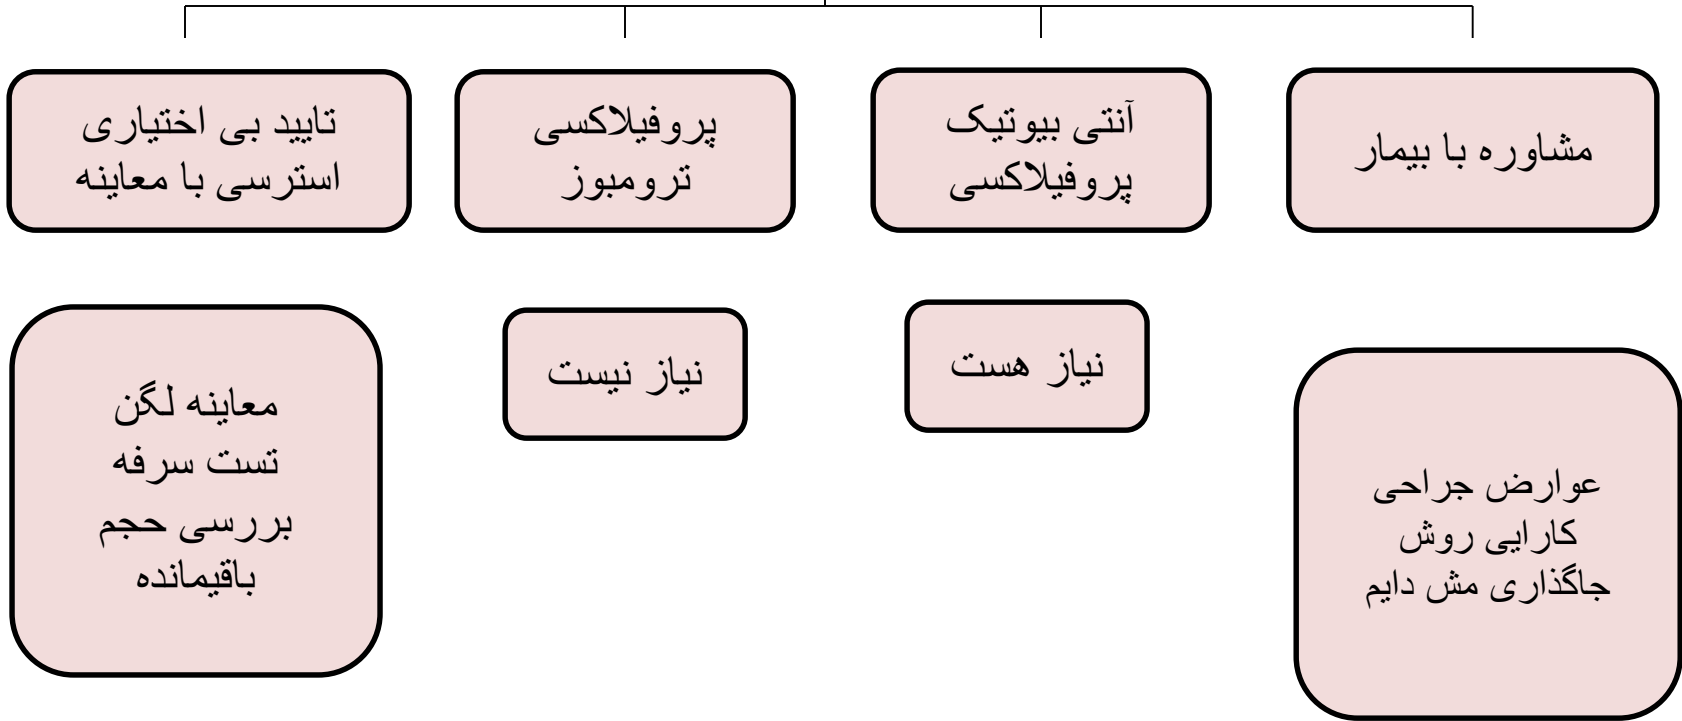 مشاوره با بیمار
آنتی بیوتیک
پروفیلاکسی
پروفیلاکسی
ترومبوز
تایید بی اختیاری
استرسی با معاینه
عوارض جراحی
کارایی روش
جاگذاری مش دایم
نیاز هست
نیاز نیست
معاینه لگن
تست سرفه
بررسی حجم
باقیمانده